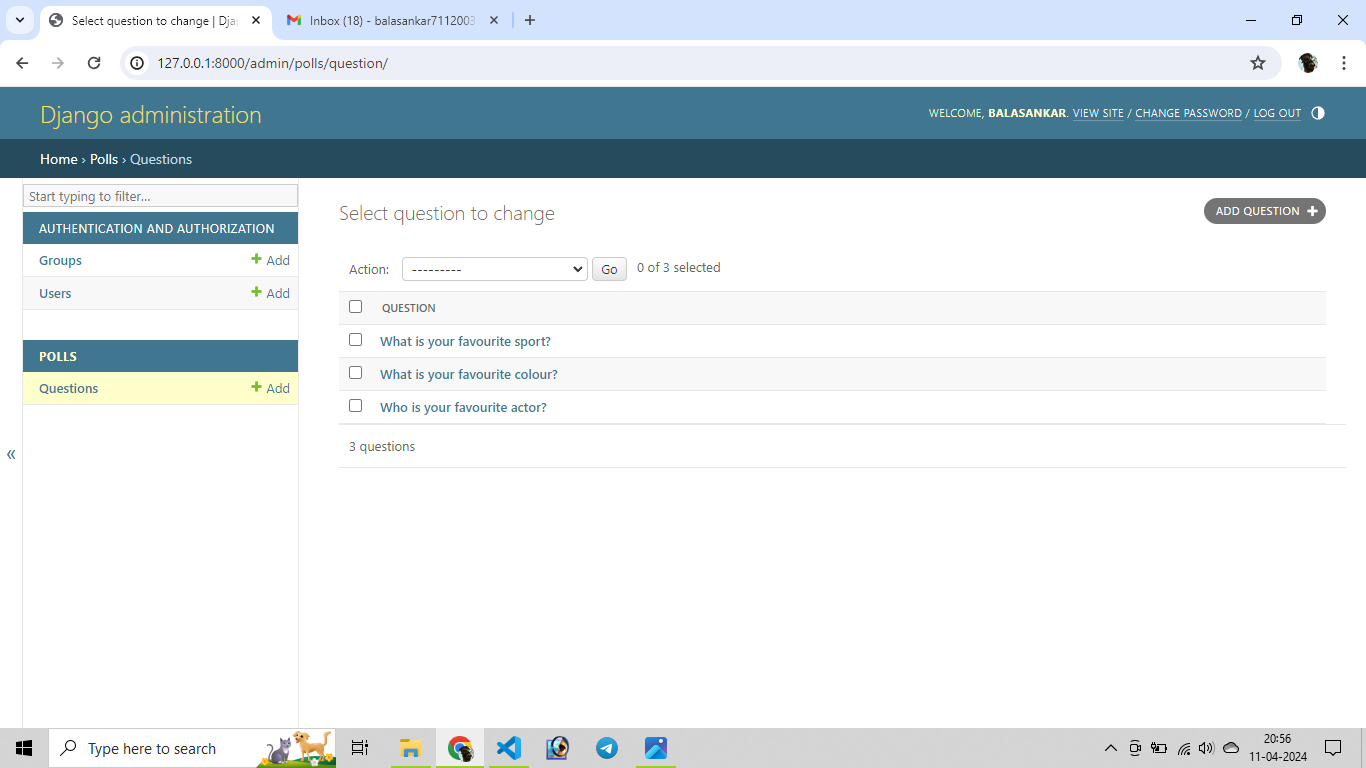 Select question to change | Dja
Inbox (18) - balasankar7112003
127.0.0.1:8000/admin/polls/question/
Django administration
WELCOME, BALASANKAR. VIEW SITE / CHANGE PASSWORD / LOG OUT
Home › Polls › Questions
Start typing to filter...
AUTHENTICATION AND AUTHORIZATION
Groups + Add
Users + Add
POLLS
Questions + Add
«
Select question to change
ADD QUESTION +
Action: --------- Go 0 of 3 selected
QUESTION
What is your favourite sport?
What is your favourite colour?
Who is your favourite actor?
3 questions
Type here to search
20:56
11-04-2024